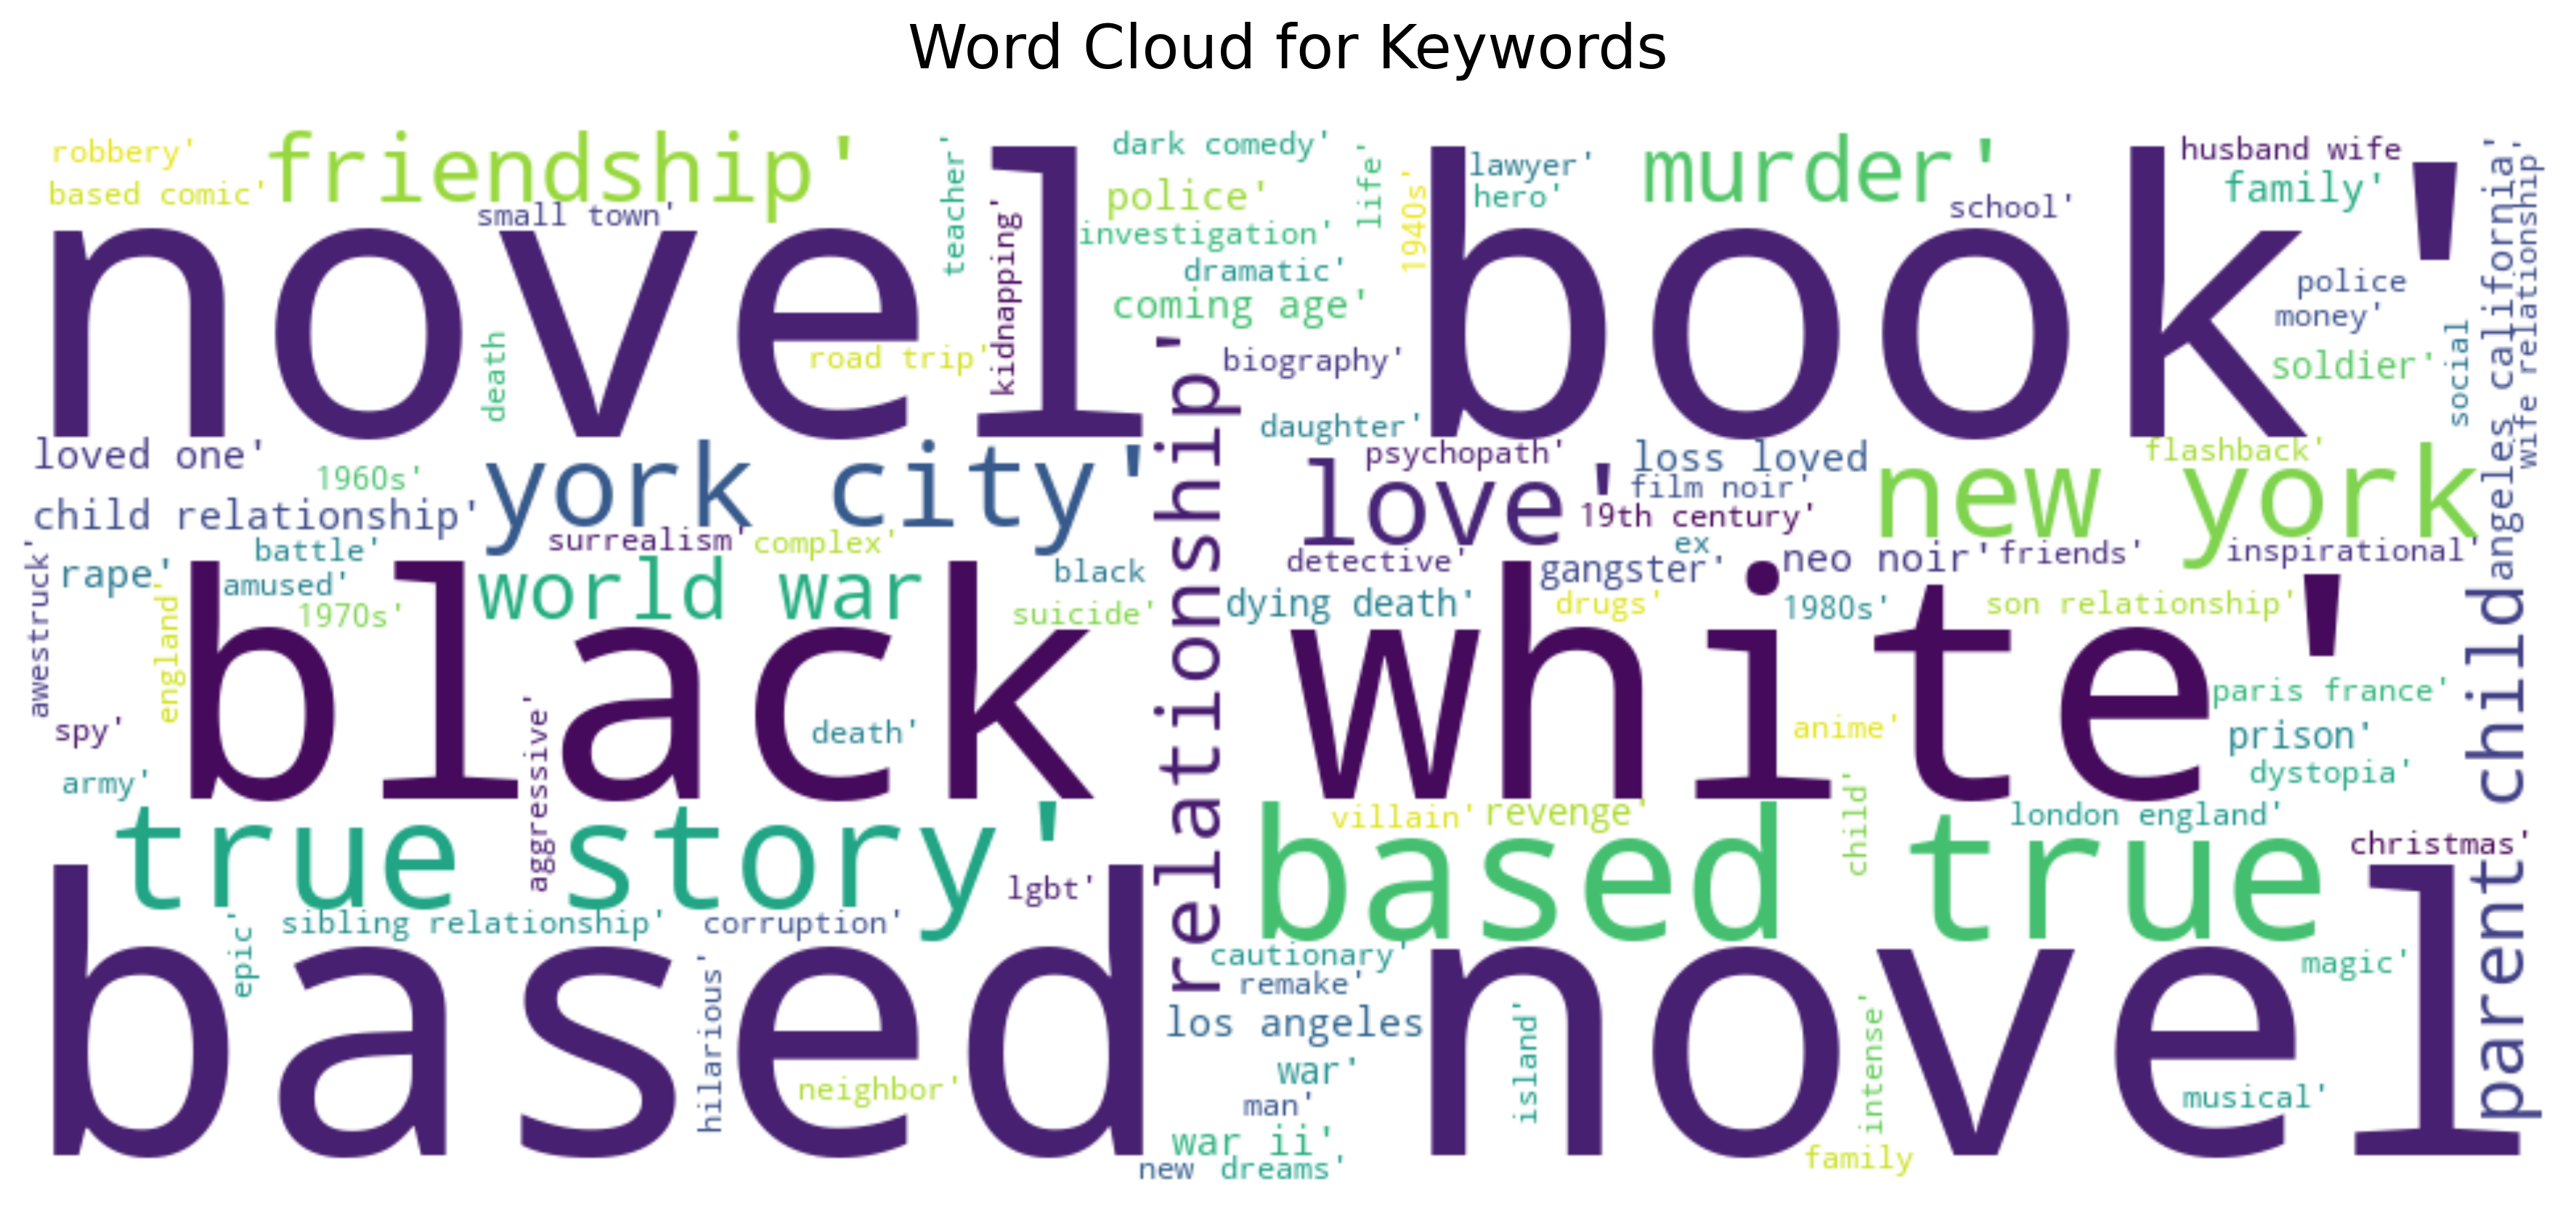 Word Cloud for Keywords
robbery'
friendship'
teacher'
dark comedy'
life'
lawyer'
murder'
husband wife
based comic'
police'
1940s'
hero'
school'
family'
small town'
novel
kidnapping'
investigation'
book'
dramatic'
coming age'
police
money'
angeles california'
wife relationship'
death
road trip'
biography'
soldier'
social
daughter'
relationship'
loved one'
1960s'
york city'
psychopath'
love'
loss loved
film noir'
flashback'
new york
child relationship'
19th century'
surrealism'
complex'
ex
battle'
detective'
gangster'
neo noir'
friends'
inspirational'
awestruck'
rape'
amused'
world war
black
1970s'
suicide'
dying death'
drugs'
1980s'
son relationship'
england'
black
white'
parent child
spy'
aggressive'
death'
anime'
paris france'
prison'
army'
dystopia'
true story'
villain'
revenge'
child'
london england'
based true
christmas'
lgbt'
epic'
sibling relationship'
corruption'
cautionary'
magic'
based
novel
remake'
hilarious'
los angeles
island'
intense'
neighbor'
war'
man'
musical'
war ii'
family
new
dreams'